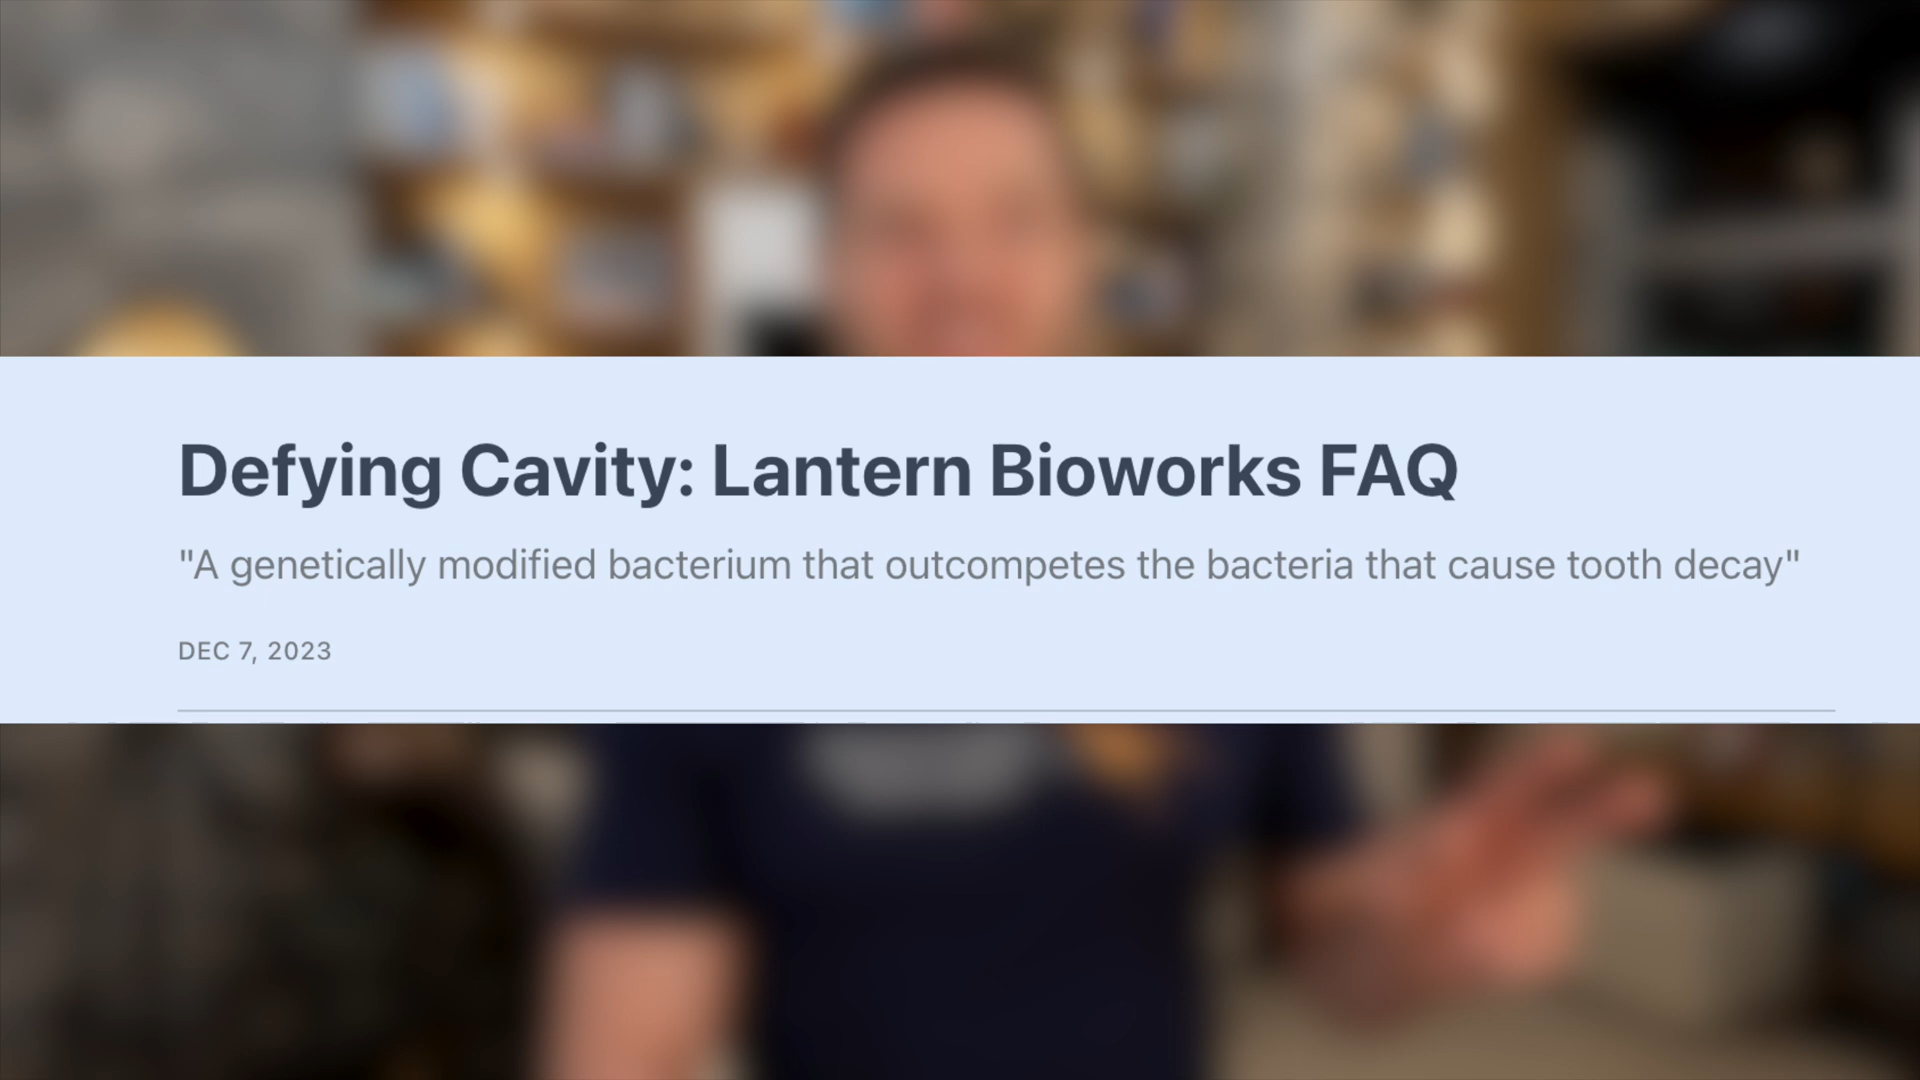 Defying Cavity: Lantern Bioworks FAQ
"A genetically modified bacterium that outcompetes the bacteria that cause tooth decay"
DEC 7, 2023